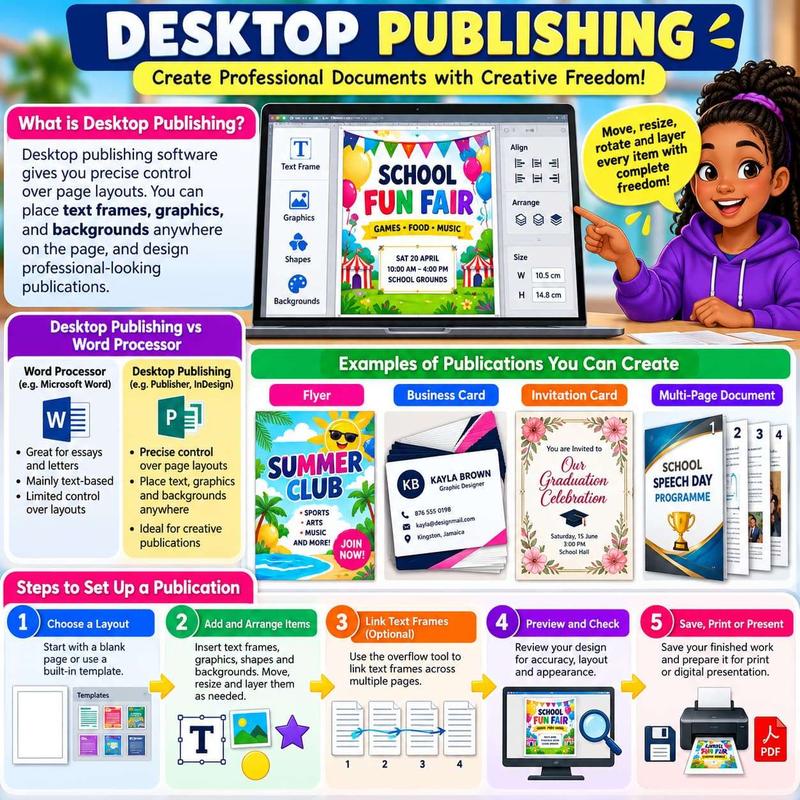 DESKTOP PUBLISHING
Create Professional Documents with Creative Freedom!
What is Desktop Publishing?
Desktop publishing software
gives you precise control
over page layouts. You can
place text frames, graphics,
and backgrounds anywhere
on the page, and design
professional-looking
publications.
T
Text Frame
Graphics
Shapes
Backgrounds
SCHOOL
FUN FAIR
GAMES • FOOD • MUSIC
SAT 20 APRIL
10:00 AM – 4:00 PM
SCHOOL GROUNDS
Align
Arrange
Size
W 10.5 cm
H 14.8 cm
Move, resize,
rotate and layer
every item with
complete
freedom!
Desktop Publishing vs
Word Processor
Word Processor
(e.g. Microsoft Word)
W
• Great for essays
and letters
• Mainly text-based
• Limited control
over layouts
Desktop Publishing
(e.g. Publisher, InDesign)
P
• Precise control
over page layouts
• Place text, graphics
and backgrounds
anywhere
• Ideal for creative
publications
Examples of Publications You Can Create
Flyer
SUMMER
CLUB
• SPORTS
• ARTS
• MUSIC
AND MORE!
JOIN
NOW!
Business Card
KB
KAYLA BROWN
Graphic Designer
876 555 0198
kayla@designmail.com
Kingston, Jamaica
Invitation Card
You are Invited to
Our
Graduation
Celebration
Saturday, 15 June
3:00 PM
School Hall
Multi-Page Document
1
2
3
4
SCHOOL
SPEECH DAY
PROGRAMME
Steps to Set Up a Publication
1 Choose a Layout
Start with a blank
page or use a
built-in template.
Templates
2 Add and Arrange Items
Insert text frames,
graphics, shapes and
backgrounds. Move,
resize and layer them
as needed.
T
3 Link Text Frames
(Optional)
Use the overflow tool to
link text frames across
multiple pages.
1 2 3 4
4 Preview and Check
Review your design
for accuracy, layout
and appearance.
SCHOOL
FUN FAIR
5 Save, Print or Present
Save your finished work
and prepare it for print
or digital presentation.
FUN FAIR
PDF